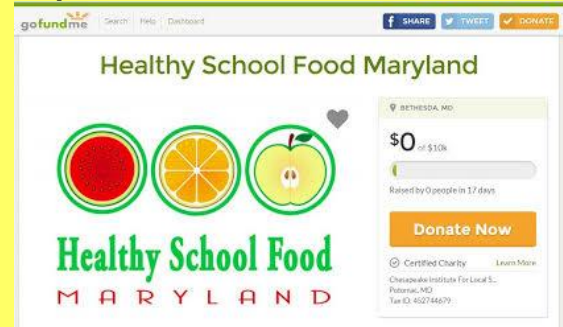 gofundme Search Help Dashboard SHARE TWEET DONATE
Healthy School Food Maryland
BETHESDA, MD
$0 of $10k
Raised by 0 people in 17 days
Donate Now
Certified Charity Learn More
Chesapeake Institute For Local S...
Potomac, MD
Tax ID: 452744679
Healthy School Food
MARYLAND